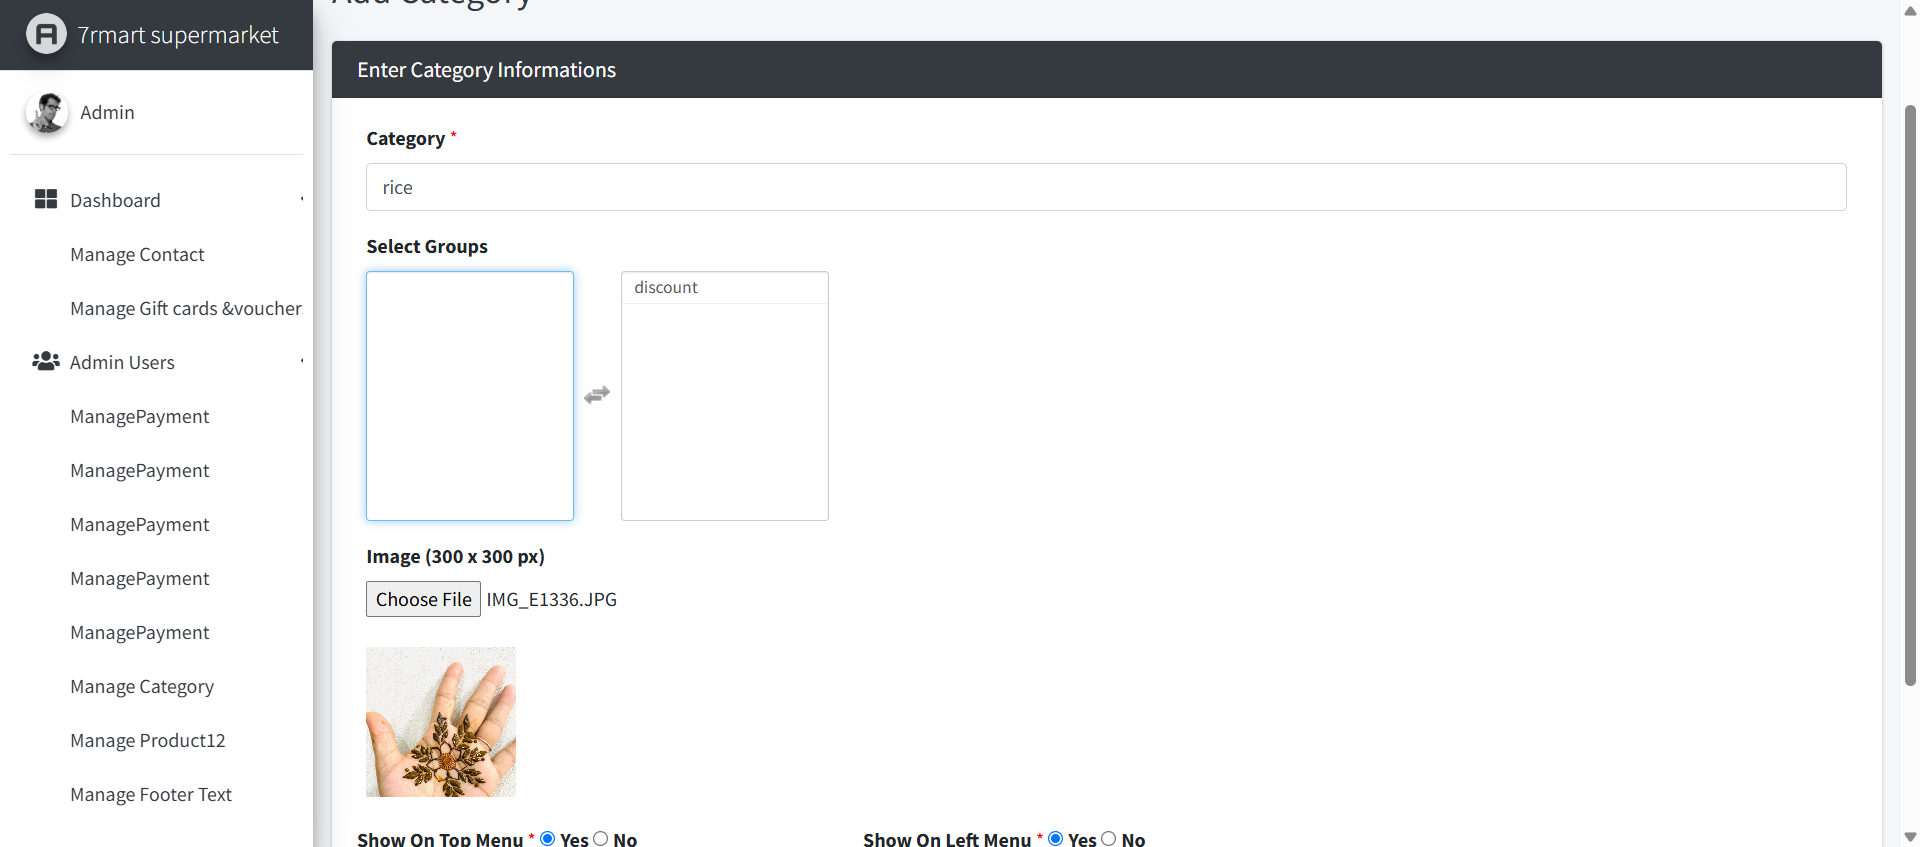 Add Category
7rmart supermarket
Admin
Dashboard
Manage Contact
Manage Gift cards &voucher
Admin Users
ManagePayment
ManagePayment
ManagePayment
ManagePayment
ManagePayment
Manage Category
Manage Product12
Manage Footer Text
Enter Category Informations
Category *
rice
Select Groups
discount
Image (300 x 300 px)
Choose File IMG_E1336.JPG
Show On Top Menu * Yes No
Show On Left Menu * Yes No